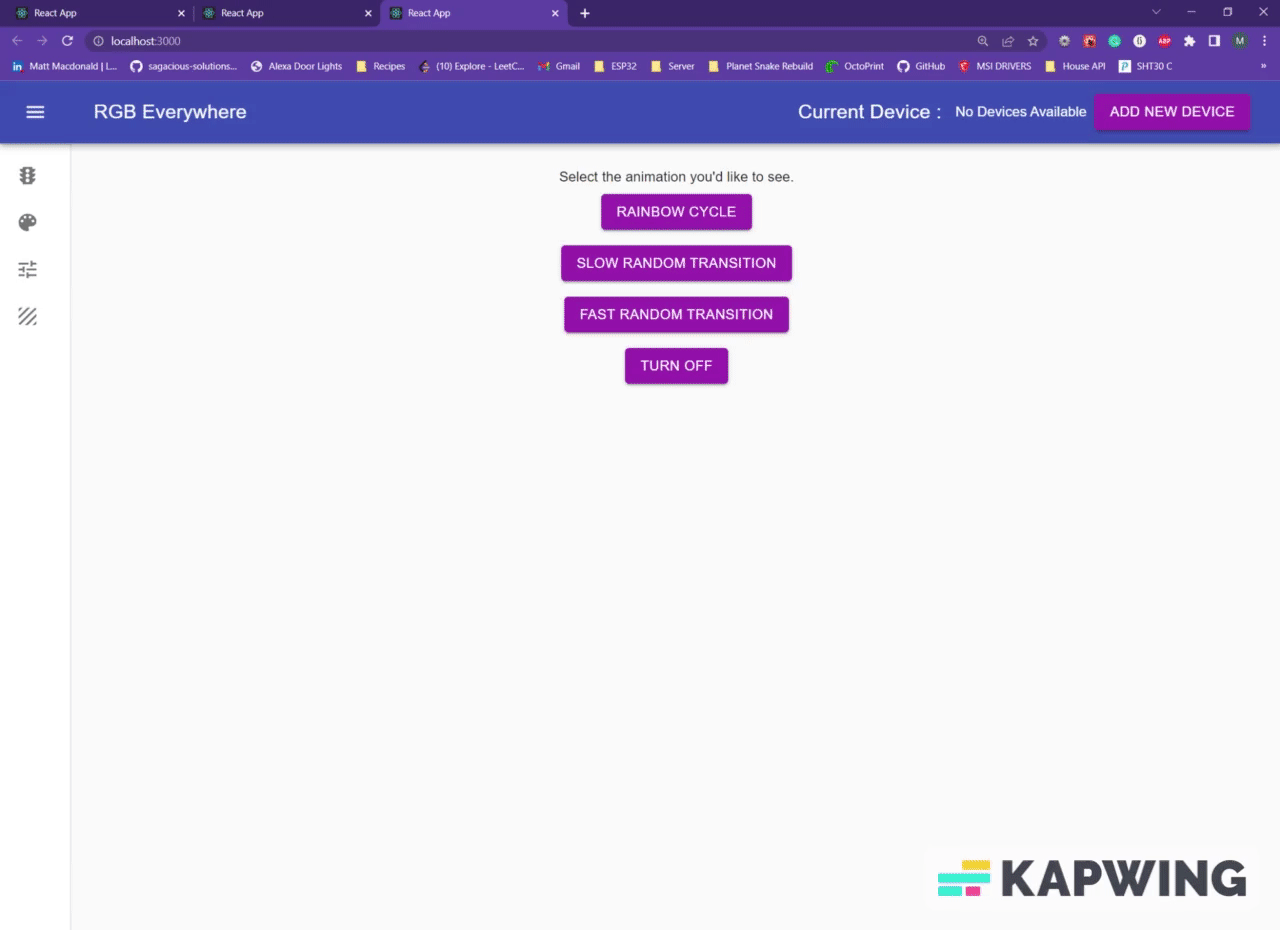 React App
React App
React App
localhost:3000
ABP
M
in Matt Macdonald | L... sagacious-solutions... Alexa Door Lights Recipes (10) Explore - LeetC... Gmail ESP32 Server Planet Snake Rebuild OctoPrint GitHub MSI DRIVERS House API SHT30 C »
RGB Everywhere
Current Device : No Devices Available ADD NEW DEVICE
Select the animation you'd like to see.
RAINBOW CYCLE
SLOW RANDOM TRANSITION
FAST RANDOM TRANSITION
TURN OFF
KAPWING